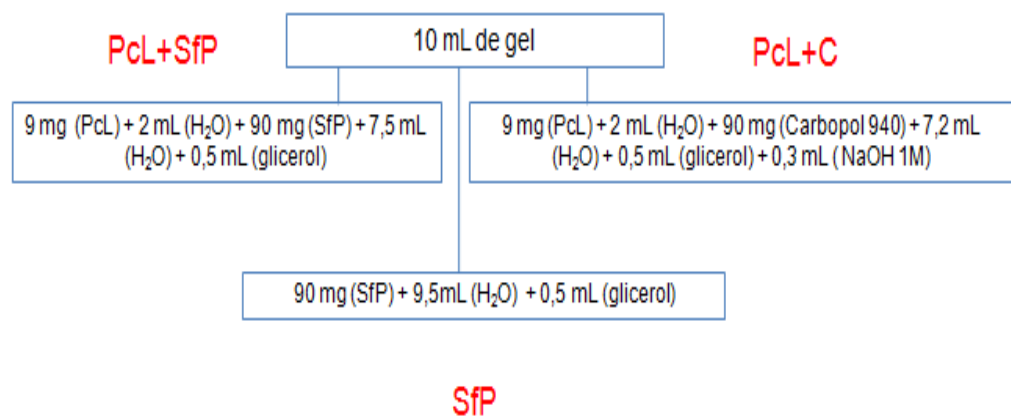 10 mL de gel
PcL+SfP
PcL+C
9 mg (PcL) + 2 mL (H₂O) + 90 mg (SfP) + 7,5 mL
(H₂O) + 0,5 mL (glicerol)
9 mg (PcL) + 2 mL (H₂O) + 90 mg (Carbopol 940) + 7,2 mL
(H₂O) + 0,5 mL (glicerol) + 0,3 mL ( NaOH 1M)
90 mg (SfP) + 9,5mL (H₂O) + 0,5 mL (glicerol)
SfP